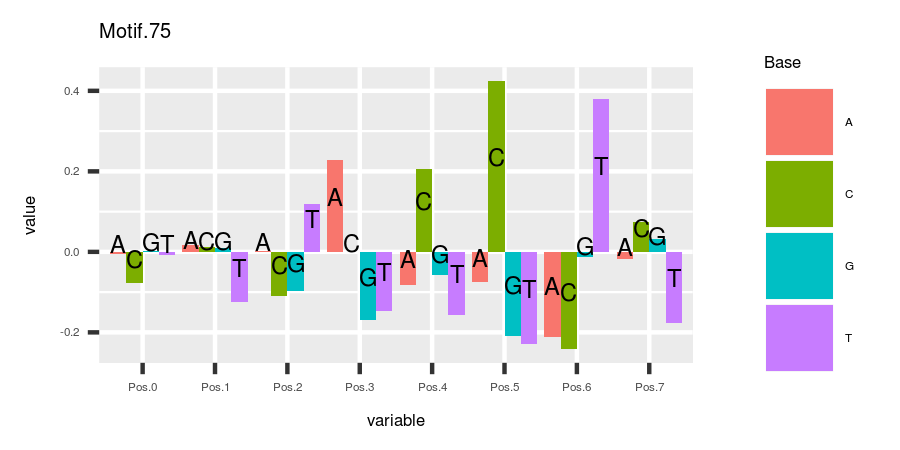 Motif.75
value
0.4
0.2
0.0
-0.2
A C G T A C G T A C G T A C G T A C G T A C G T A C G T A C G T
Pos.0 Pos.1 Pos.2 Pos.3 Pos.4 Pos.5 Pos.6 Pos.7
variable
Base
A
C
G
T